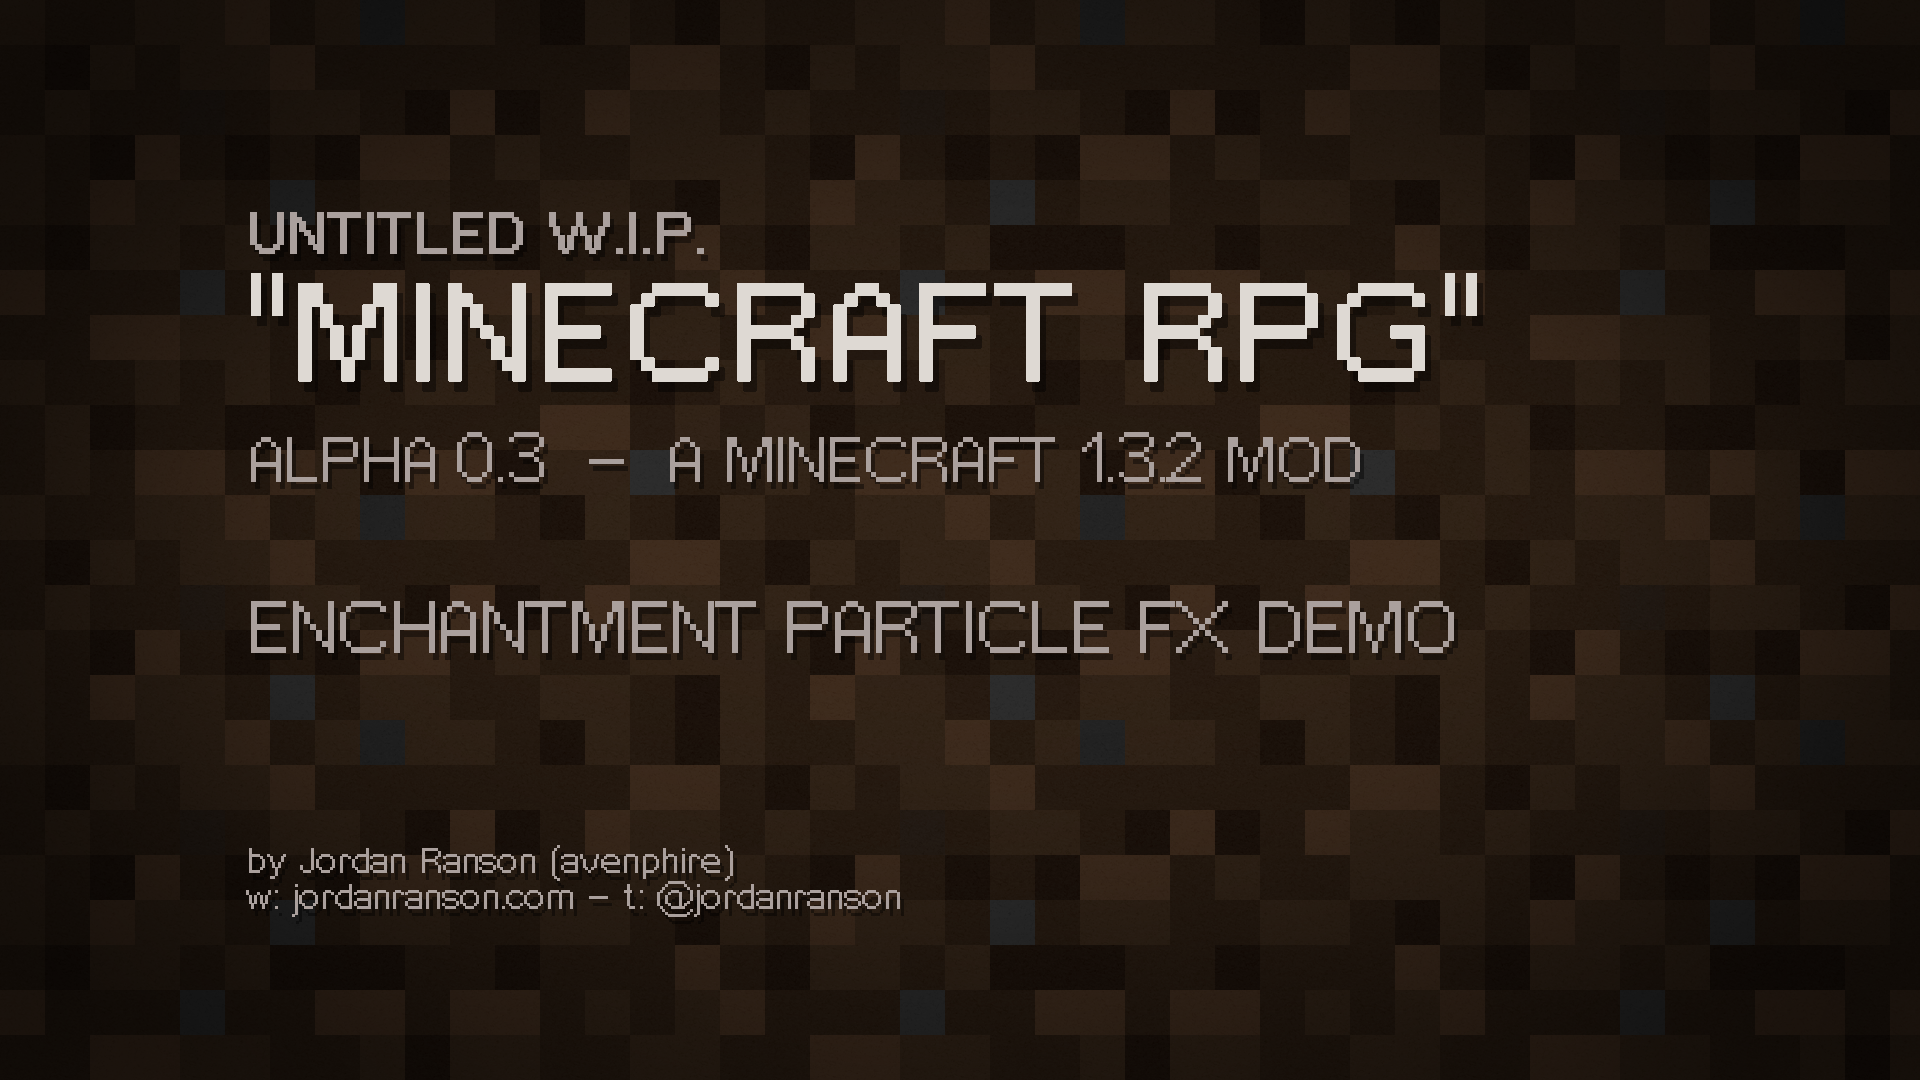 UNTITLED W.I.P.
"MINECRAFT RPG"
ALPHA 0.3 – A MINECRAFT 1.3.2 MOD
ENCHANTMENT PARTICLE FX DEMO
by Jordan Ranson (avenphire)
w: jordanranson.com – t: @jordanranson